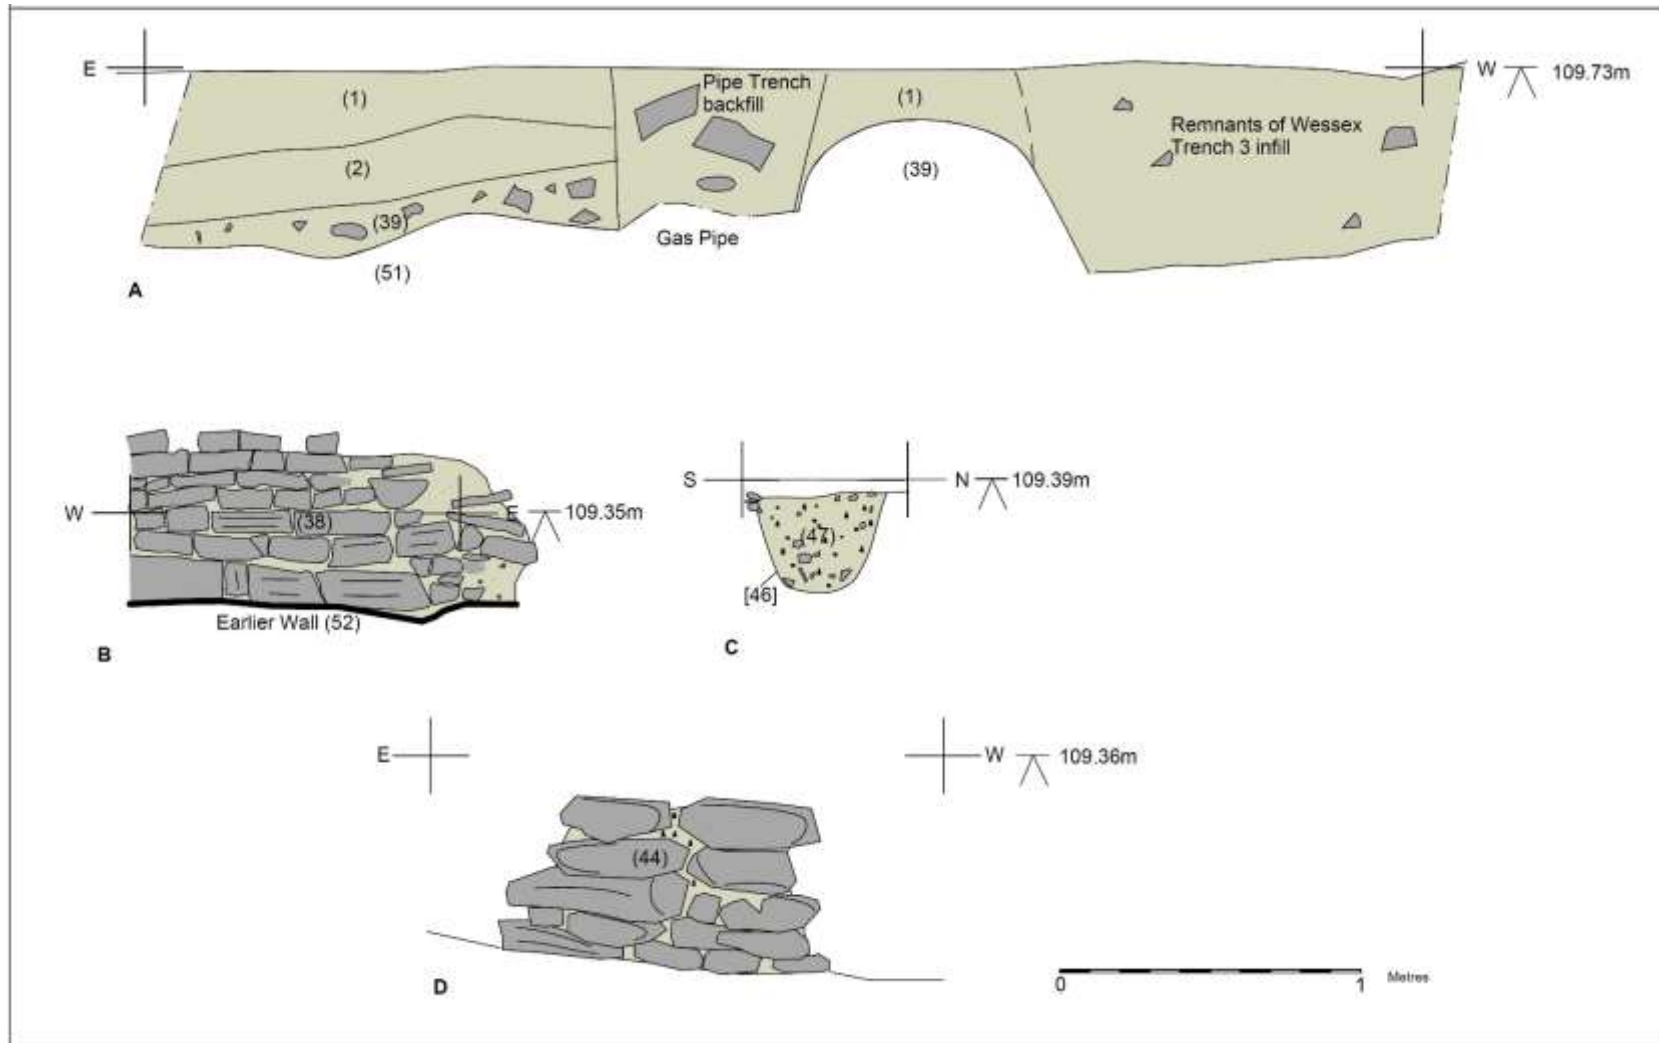 E
W
109.73m
(1)
Pipe Trench
backfill
(1)
Remnants of Wessex
Trench 3 infill
(2)
(39)
(39)
Gas Pipe
(51)
A
W
(38)
E
109.35m
Earlier Wall (52)
B
S
N
109.39m
(47)
[46]
C
E
W
109.36m
(44)
D
0
1
Metres